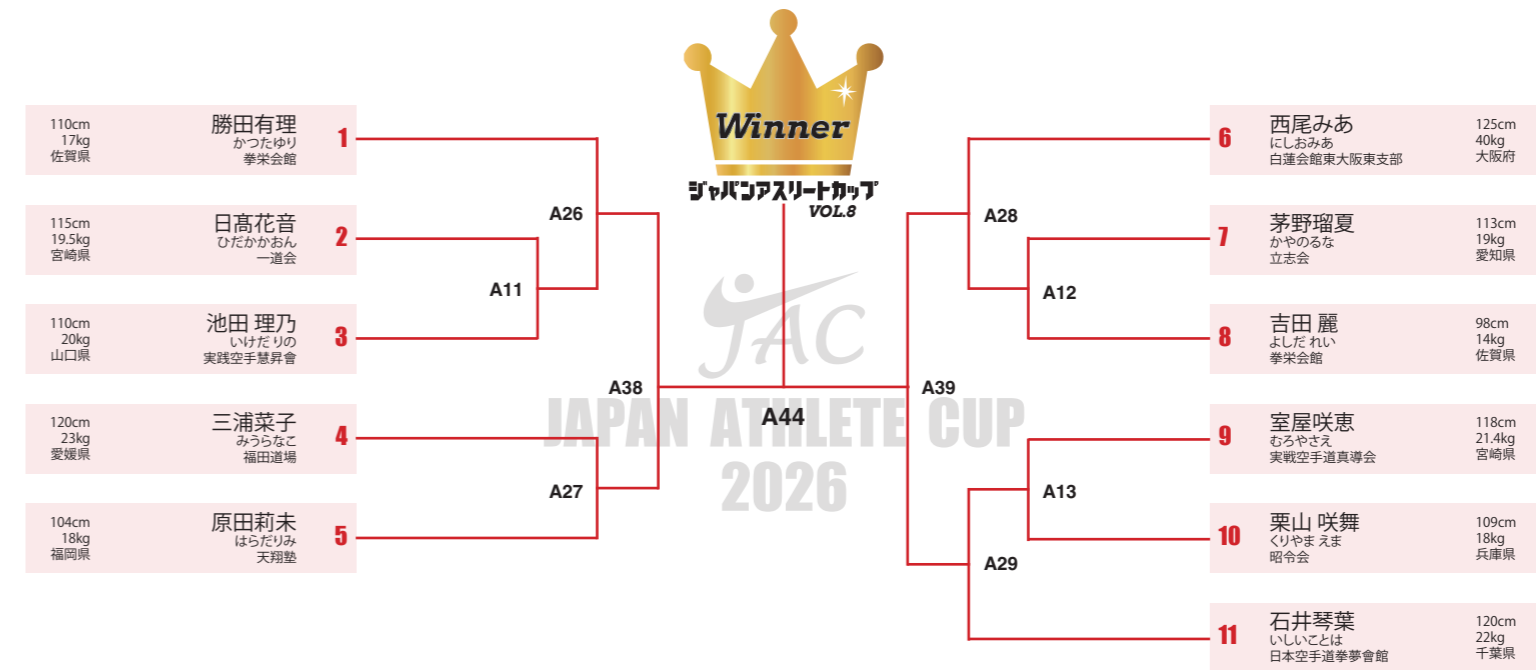 Winner
ジャパンアスリートカップ
VOL.8
110cm
17kg
佐賀県
勝田有理
かつたゆり
拳栄会館
1
115cm
19.5kg
宮崎県
日髙花音
ひだかかおん
一道会
2
110cm
20kg
山口県
池田 理乃
いけだ りの
実践空手慧昇會
3
120cm
23kg
愛媛県
三浦菜子
みうらなこ
福田道場
4
104cm
18kg
福岡県
原田莉未
はらだりみ
天翔塾
5
A26
A11
A38
A27
JAC
JAPAN ATHLETE CUP
2026
A44
A28
A12
A39
A13
A29
6
西尾みあ
にしおみあ
白蓮会館東大阪東支部
125cm
40kg
大阪府
7
茅野瑠夏
かやのるな
立志会
113cm
19kg
愛知県
8
吉田 麗
よしだ れい
拳栄会館
98cm
14kg
佐賀県
9
室屋咲恵
むろやさえ
実戦空手道真導会
118cm
21.4kg
宮崎県
10
栗山 咲舞
くりやま えま
昭令会
109cm
18kg
兵庫県
11
石井琴葉
いしいことは
日本空手道拳夢會館
120cm
22kg
千葉県